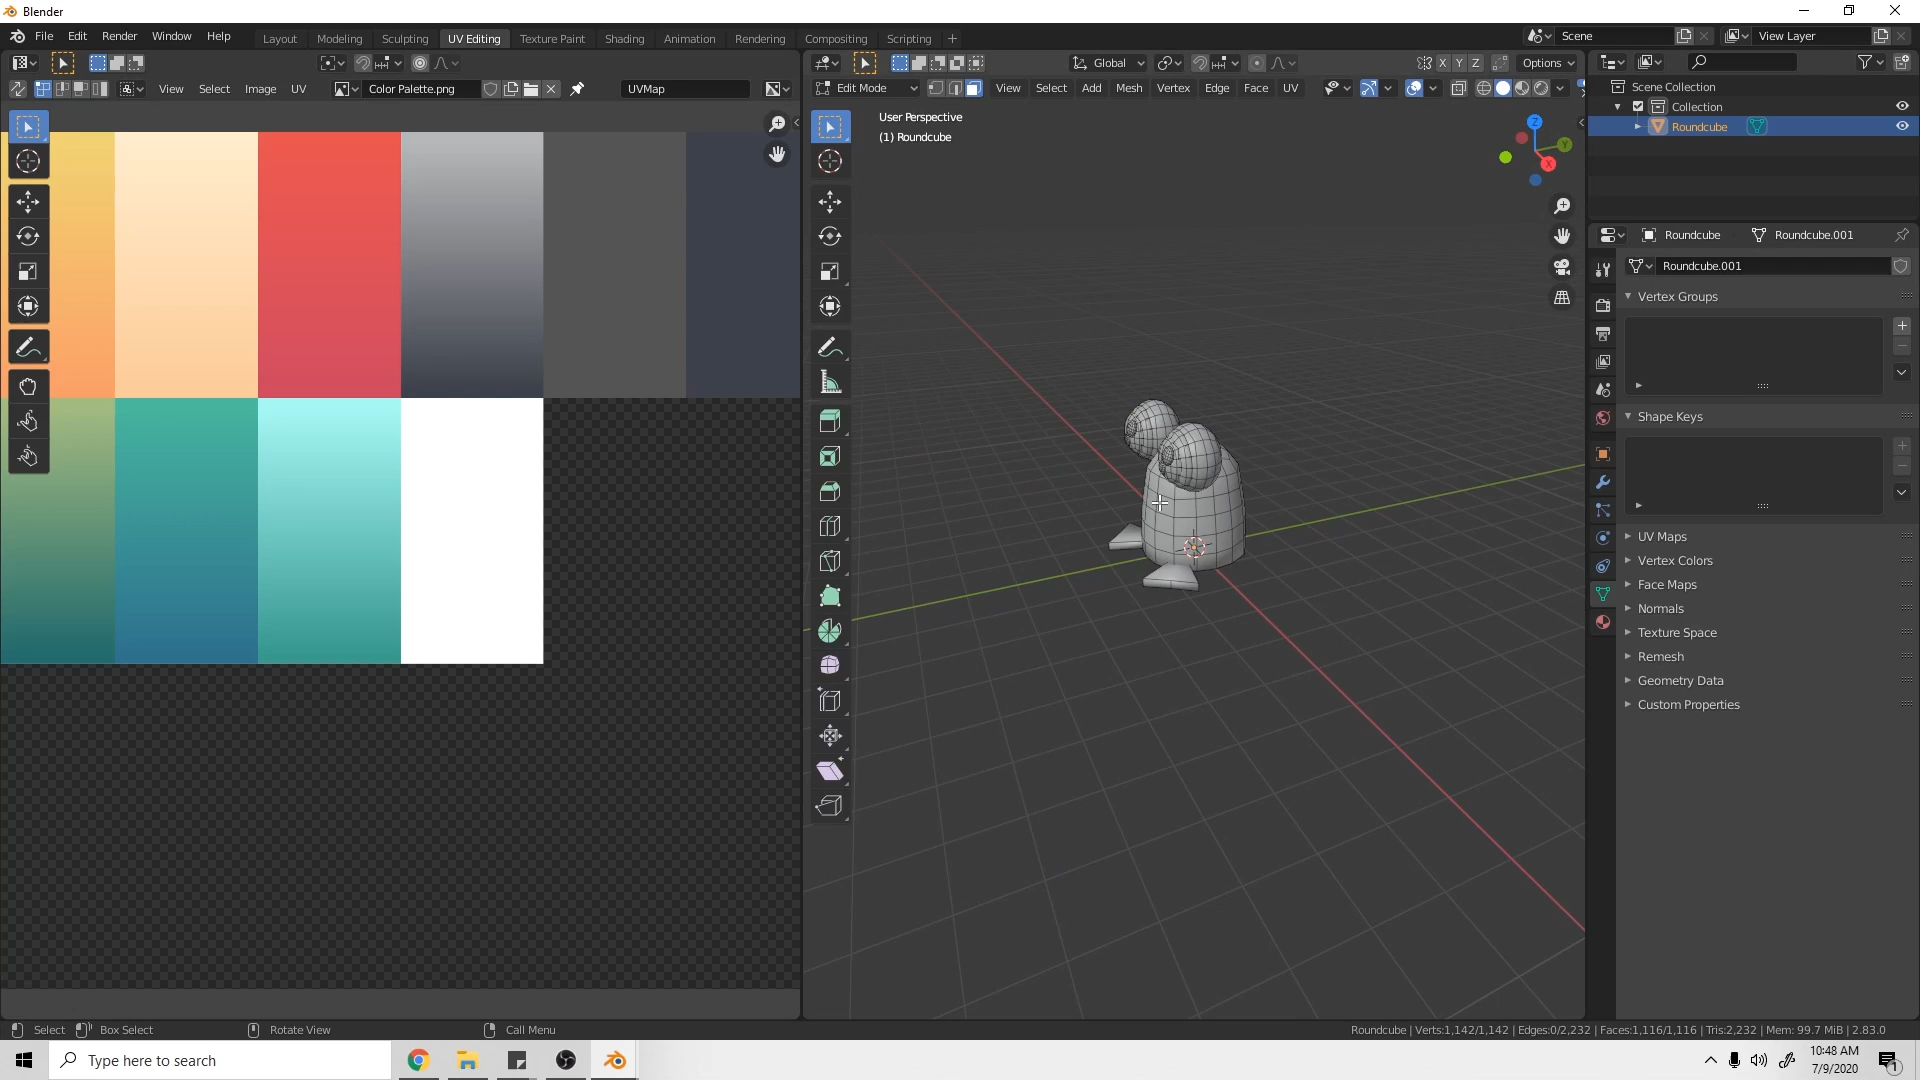 Blender
File Edit Render Window Help Layout Modeling Sculpting UV Editing Texture Paint Shading Animation Rendering Compositing Scripting Scene View Layer
Global X Y Z Options
View Select Image UV Color Palette.png UVMap Edit Mode View Select Add Mesh Vertex Edge Face UV
Scene Collection
Collection
Roundcube
User Perspective
(1) Roundcube
Z
Y
X
Roundcube Roundcube.001
Roundcube.001
Vertex Groups
Shape Keys
UV Maps
Vertex Colors
Face Maps
Normals
Texture Space
Remesh
Geometry Data
Custom Properties
Select Box Select Rotate View Call Menu Roundcube | Verts:1,142/1,142 | Edges:0/2,232 | Faces:1,116/1,116 | Tris:2,232 | Mem: 99.7 MiB | 2.83.0
Type here to search
10:48 AM
7/9/2020
1